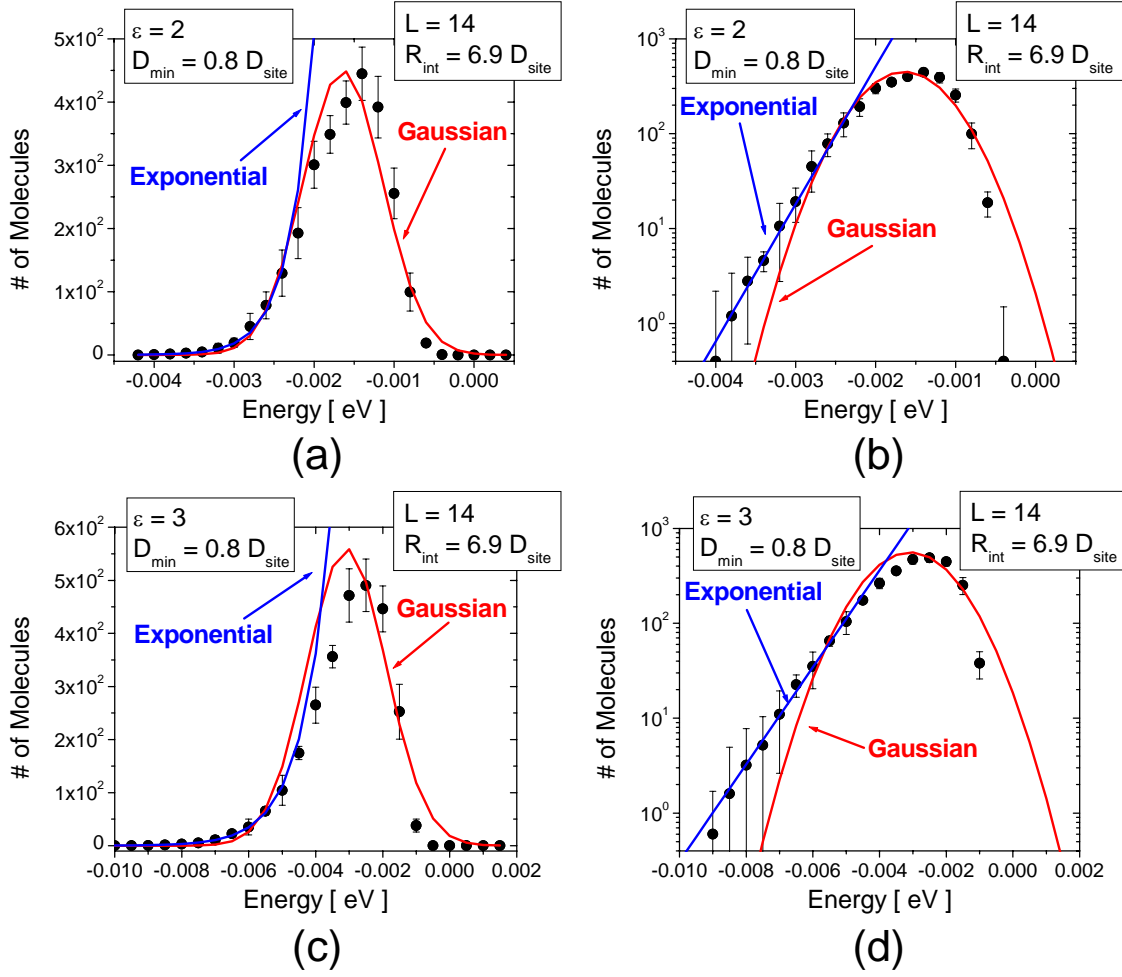 ε = 2
D_min = 0.8 D_site
L = 14
R_int = 6.9 D_site
5x10²
4x10²
3x10²
2x10²
1x10²
0
# of Molecules
Exponential
Gaussian
-0.004 -0.003 -0.002 -0.001 0.000
Energy [ eV ]
(a)
ε = 2
D_min = 0.8 D_site
L = 14
R_int = 6.9 D_site
10³
10²
10¹
10⁰
# of Molecules
Exponential
Gaussian
-0.004 -0.003 -0.002 -0.001 0.000
Energy [ eV ]
(b)
ε = 3
D_min = 0.8 D_site
L = 14
R_int = 6.9 D_site
6x10²
5x10²
4x10²
3x10²
2x10²
1x10²
0
# of Molecules
Exponential
Gaussian
-0.010 -0.008 -0.006 -0.004 -0.002 0.000 0.002
Energy [ eV ]
(c)
ε = 3
D_min = 0.8 D_site
L = 14
R_int = 6.9 D_site
10³
10²
10¹
10⁰
# of Molecules
Exponential
Gaussian
-0.010 -0.008 -0.006 -0.004 -0.002 0.000 0.002
Energy [ eV ]
(d)